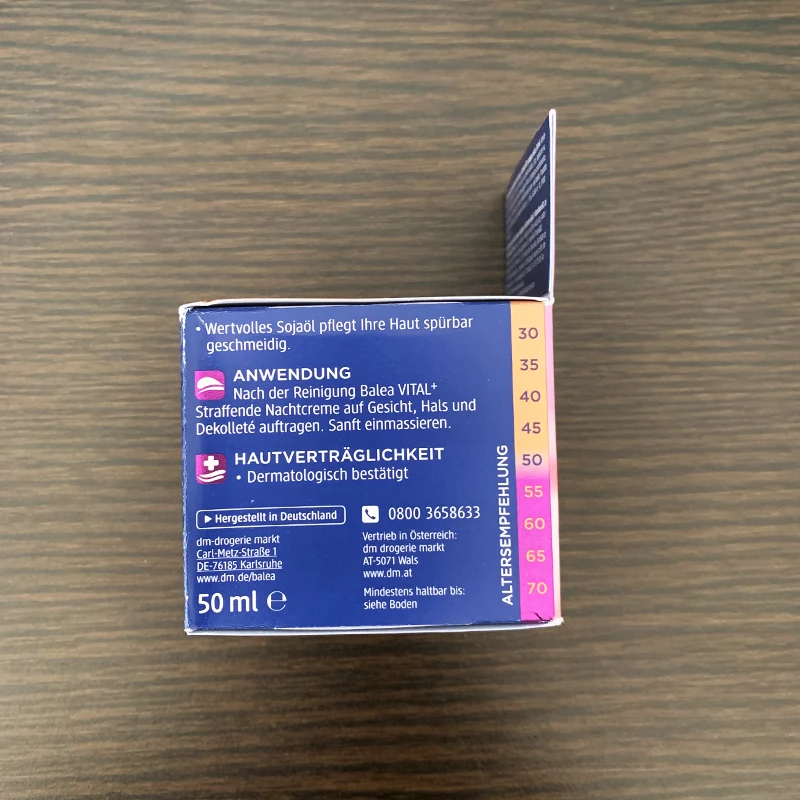 • Wertvolles Sojaöl pflegt Ihre Haut spürbar
geschmeidig.
ANWENDUNG
Nach der Reinigung Balea VITAL+
Straffende Nachtcreme auf Gesicht, Hals und
Dekolleté auftragen. Sanft einmassieren.
HAUTVERTRÄGLICHKEIT
• Dermatologisch bestätigt
Hergestellt in Deutschland
0800 3658633
dm-drogerie markt
Carl-Metz-Straße 1
DE-76185 Karlsruhe
www.dm.de/balea
50 ml ℮
Vertrieb in Österreich:
dm drogerie markt
AT-5071 Wals
www.dm.at
Mindestens haltbar bis:
siehe Boden
ALTERSEMPFEHLUNG
30
35
40
45
50
55
60
65
70